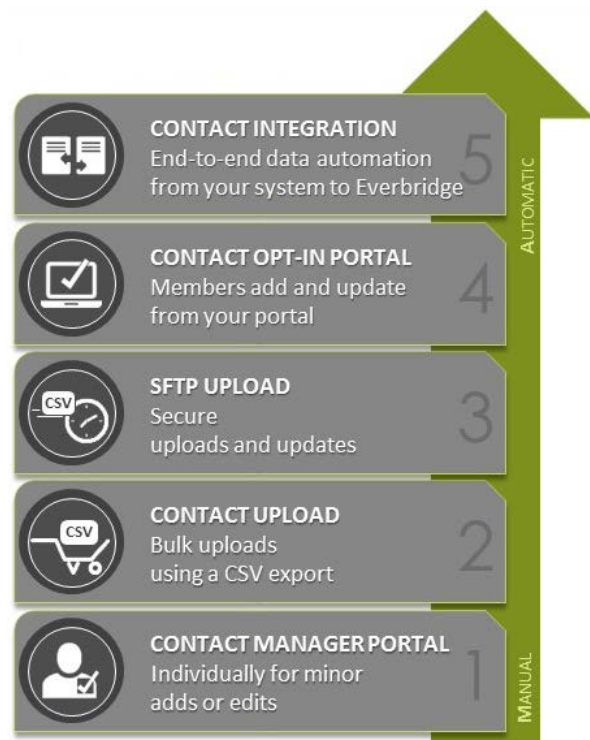 CONTACT INTEGRATION
End-to-end data automation
from your system to Everbridge
5
AUTOMATIC
CONTACT OPT-IN PORTAL
Members add and update
from your portal
4
CSV
SFTP UPLOAD
Secure
uploads and updates
3
CSV
CONTACT UPLOAD
Bulk uploads
using a CSV export
2
CONTACT MANAGER PORTAL
Individually for minor
adds or edits
1
MANUAL